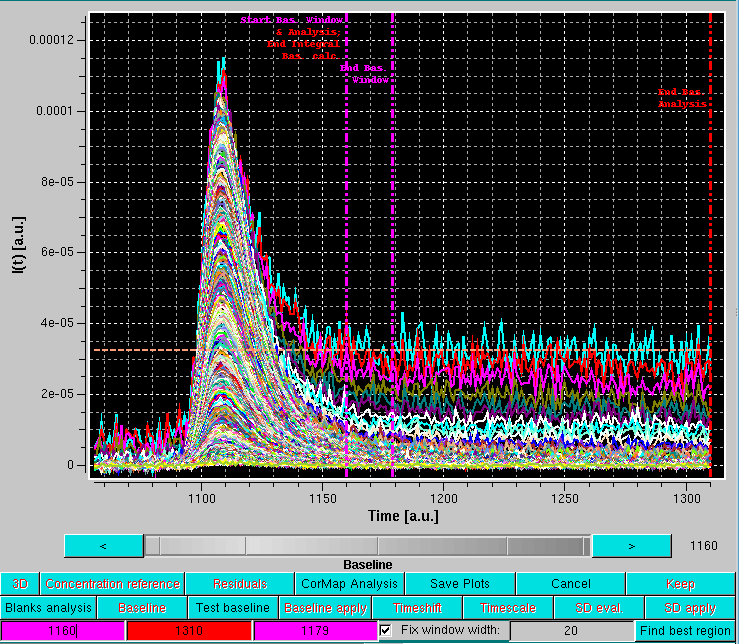 Start Bas. Window
& Analysis,
End Integral
Bas. calc.
End Bas.
Window
End Bas.
Analysis
0.00012
0.0001
8e-05
6e-05
4e-05
2e-05
0
I(t) [a.u.]
1100 1150 1200 1250 1300
Time [a.u.]
< > 1160
Baseline
3D Concentration reference Residuals CorMap Analysis Save Plots Cancel Keep
Blanks analysis Baseline Test baseline Baseline apply Timeshift Timescale SD eval. SD apply
1160 1310 1179 Fix window width: 20 Find best region